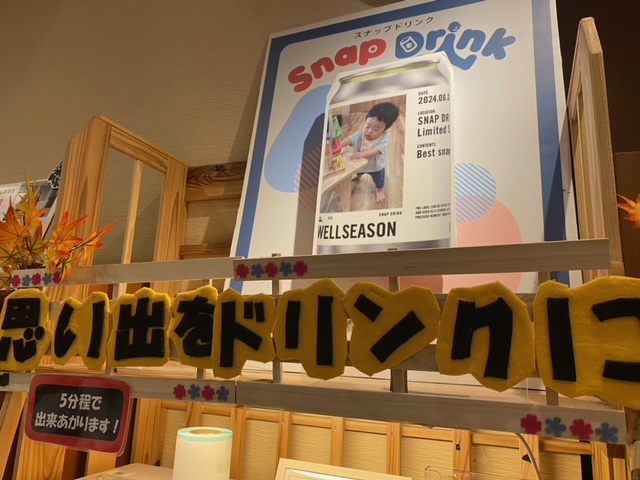 スナップドリンク
Snap Drink
DATE:
2024.06.
LOCATION:
SNAP DR
Limited S
CONTENTS:
Best snap
SNAP DRINK
WELLSEASON
思い出をドリンクに
5分程で
出来あがります!